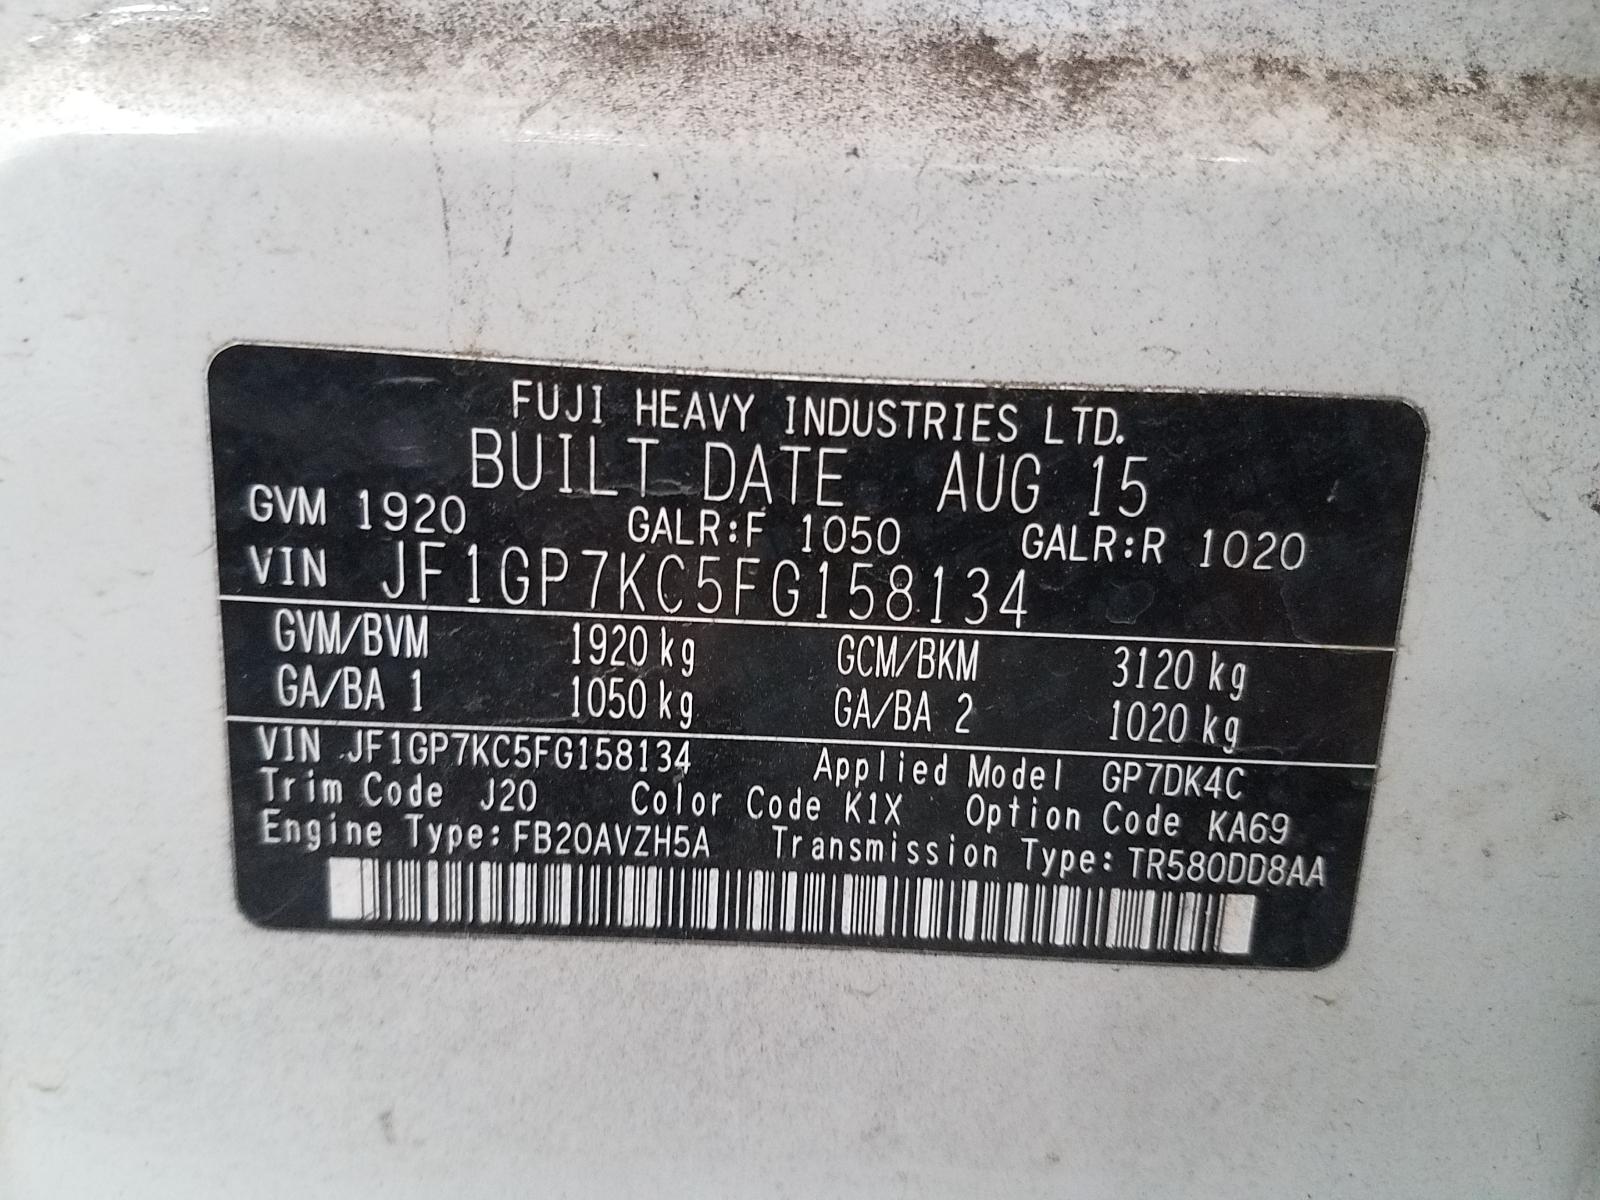 FUJI HEAVY INDUSTRIES LTD.
BUILT DATE AUG 15
GVM 1920 GALR:F 1050 GALR:R 1020
VIN JF1GP7KC5FG158134
GVM/BVM 1920 kg GCM/BKM 3120 kg
GA/BA 1 1050 kg GA/BA 2 1020 kg
VIN JF1GP7KC5FG158134 Applied Model GP7DK4C
Trim Code J20 Color Code K1X Option Code KA69
Engine Type: FB20AVZH5A Transmission Type: TR580DD8AA